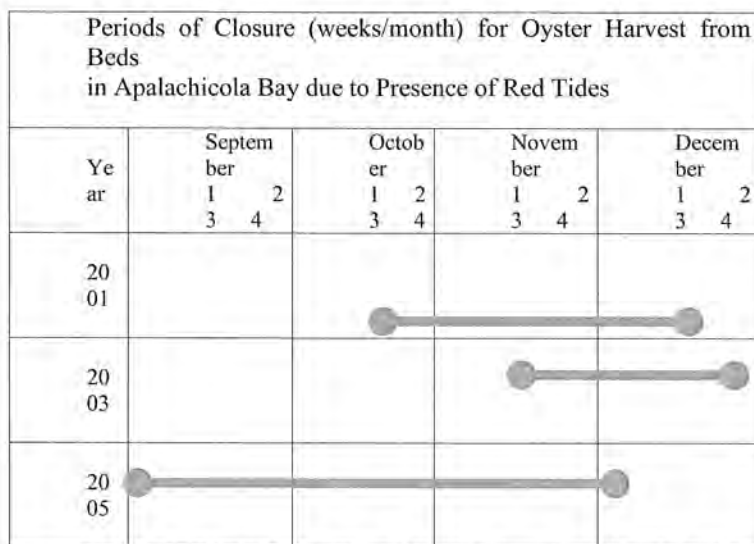 Periods of Closure (weeks/month) for Oyster Harvest from
Beds
in Apalachicola Bay due to Presence of Red Tides
Ye
ar
Septem
ber
1 2
3 4
Octob
er
1 2
3 4
Novem
ber
1 2
3 4
Decem
ber
1 2
3 4
20
01
20
03
20
05